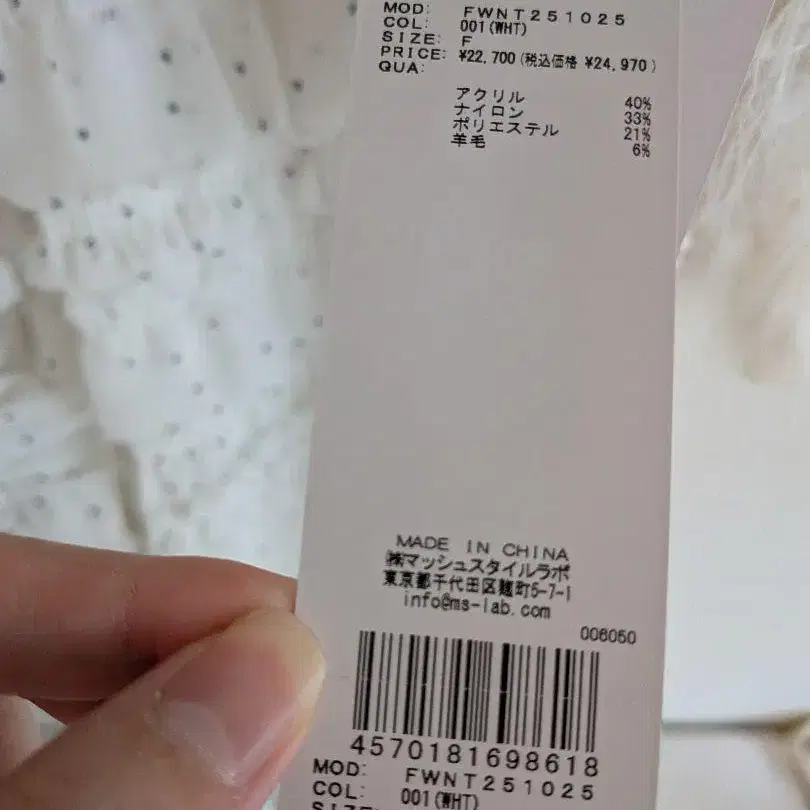 MOD: FWNT251025
COL: 001(WHT)
SIZE: F
PRICE: ¥22,700(税込価格 ¥24,970)
QUA:
アクリル 40%
ナイロン 33%
ポリエステル 21%
羊毛 6%
MADE IN CHINA
㈱マッシュスタイルラボ
東京都千代田区麹町5-7-1
info@ms-lab.com
006050
4570181698618
MOD: FWNT251025
COL: 001(WHT)
SIZE: